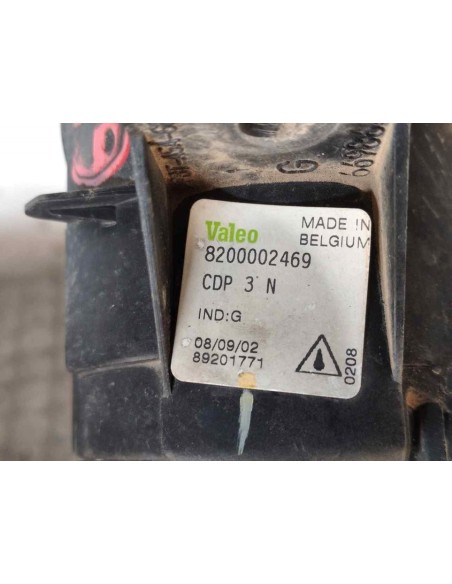 G
Valeo
MADE IN
BELGIUM
8200002469
CDP 3 N
IND:G
08/09/02
89201771
0208